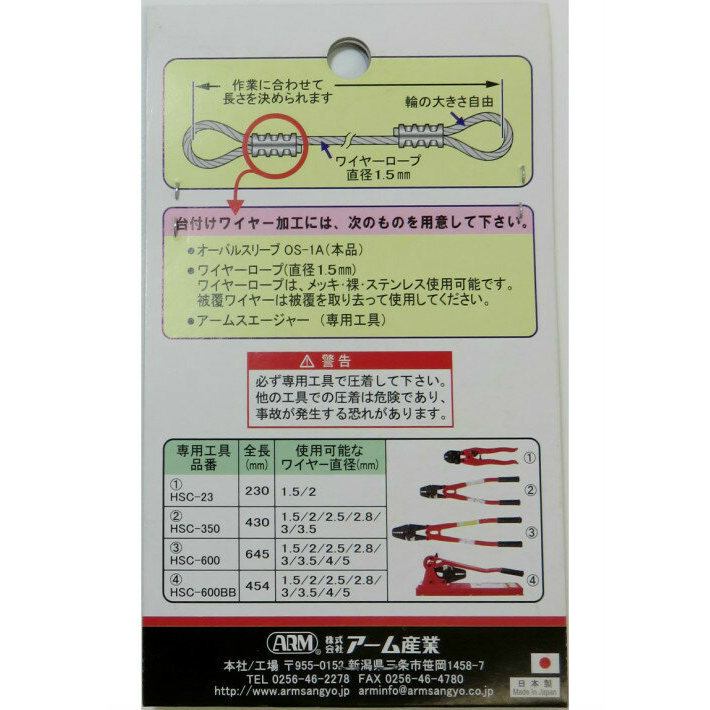 作業に合わせて
長さを決められます
輪の大きさ自由
ワイヤーロープ
直径1.5㎜
台付けワイヤー加工には、次のものを用意して下さい。
●オーバルスリーブ OS-1A(本品)
●ワイヤーロープ(直径1.5㎜)
ワイヤーロープは、メッキ・裸・ステンレス使用可能です。
被覆ワイヤーは被覆を取り去って使用してください。
●アームスエージャー (専用工具)
⚠警告
必ず専用工具で圧着して下さい。
他の工具での圧着は危険であり、
事故が発生する恐れがあります。
専用工具品番 全長(mm) 使用可能なワイヤー直径(mm)
① HSC-23 230 1.5/2
② HSC-350 430 1.5/2/2.5/2.8/3/3.5
③ HSC-600 645 1.5/2/2.5/2.8/3/3.5/4/5
④ HSC-600BB 454 1.5/2/2.5/2.8/3/3.5/4/5
①
②
③
④
ARM 株式会社 アーム産業
本社/工場 〒955-0152 新潟県三条市笹岡1458-7
TEL 0256-46-2278 FAX 0256-46-4780
http://www.armsangyo.com arminfo@armsangyo.co.jp
日本製
Made In Japan